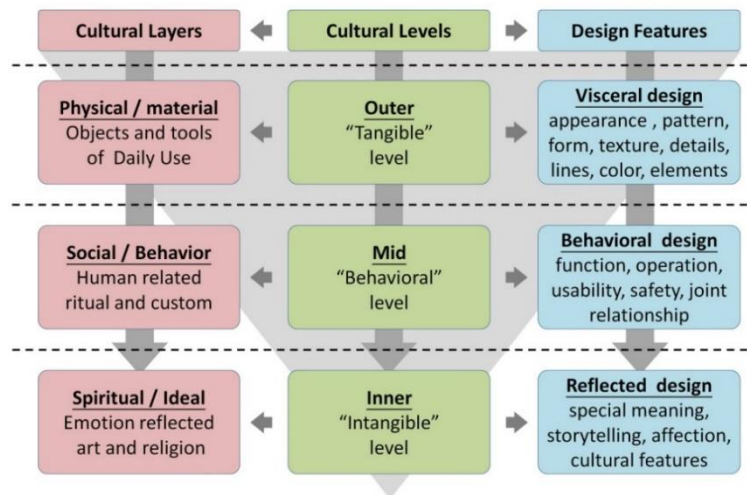 Cultural Layers
Cultural Levels
Design Features
Physical / material
Objects and tools
of Daily Use
Outer
“Tangible”
level
Visceral design
appearance , pattern,
form, texture, details,
lines, color, elements
Social / Behavior
Human related
ritual and custom
Mid
“Behavioral”
level
Behavioral design
function, operation,
usability, safety, joint
relationship
Spiritual / Ideal
Emotion reflected
art and religion
Inner
“Intangible”
level
Reflected design
special meaning,
storytelling, affection,
cultural features